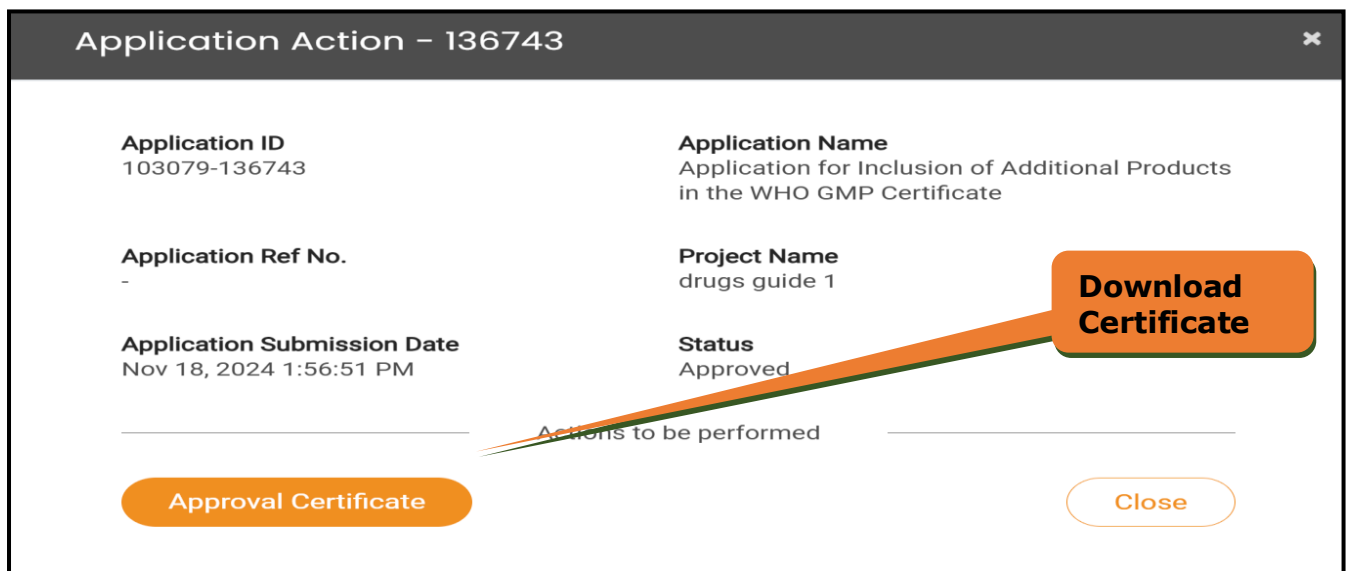 Application Action - 136743
Application ID
103079-136743
Application Name
Application for Inclusion of Additional Products
in the WHO GMP Certificate
Application Ref No.
-
Project Name
drugs guide 1
Download
Certificate
Application Submission Date
Nov 18, 2024 1:56:51 PM
Status
Approved
Actions to be performed
Approval Certificate
Close